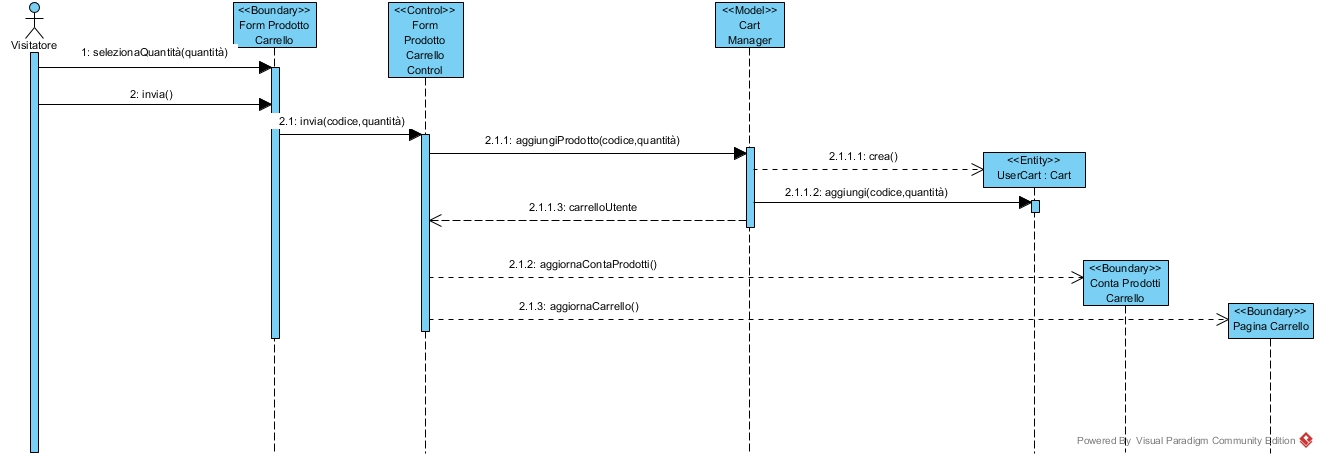 <<Boundary>>
Form Prodotto
Carrello
<<Control>>
Form
Prodotto
Carrello
Control
<<Model>>
Cart
Manager
Visitatore
1: selezionaQuantità(quantità)
2: invia()
2.1: invia(codice,quantità)
2.1.1: aggiungiProdotto(codice,quantità)
2.1.1.1: crea()
<<Entity>>
UserCart : Cart
2.1.1.2: aggiungi(codice,quantità)
2.1.1.3: carrelloUtente
2.1.2: aggiornaContaProdotti()
<<Boundary>>
Conta Prodotti
Carrello
2.1.3: aggiornaCarrello()
<<Boundary>>
Pagina Carrello
Powered By Visual Paradigm Community Edition